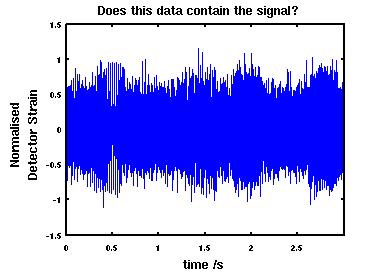 Does this data contain the signal?
1.5
1
0.5
0
-0.5
-1
-1.5
Normalised
Detector Strain
0 0.5 1 1.5 2 2.5
time /s